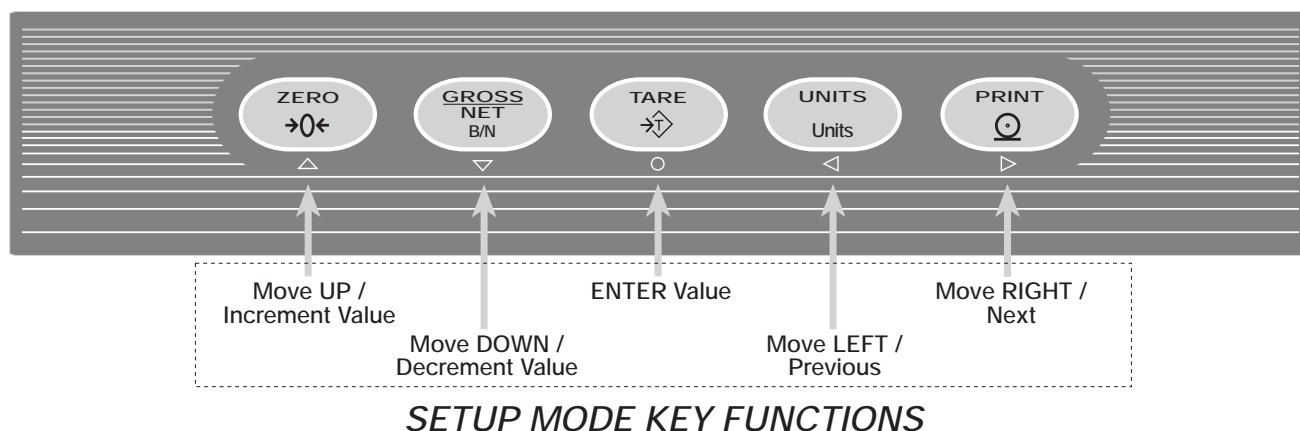 ZERO
→0←
GROSS
NET
B/N
TARE
→T←
UNITS
Units
PRINT
Move UP /
Increment Value
Move DOWN /
Decrement Value
ENTER Value
Move LEFT /
Previous
Move RIGHT /
Next
SETUP MODE KEY FUNCTIONS